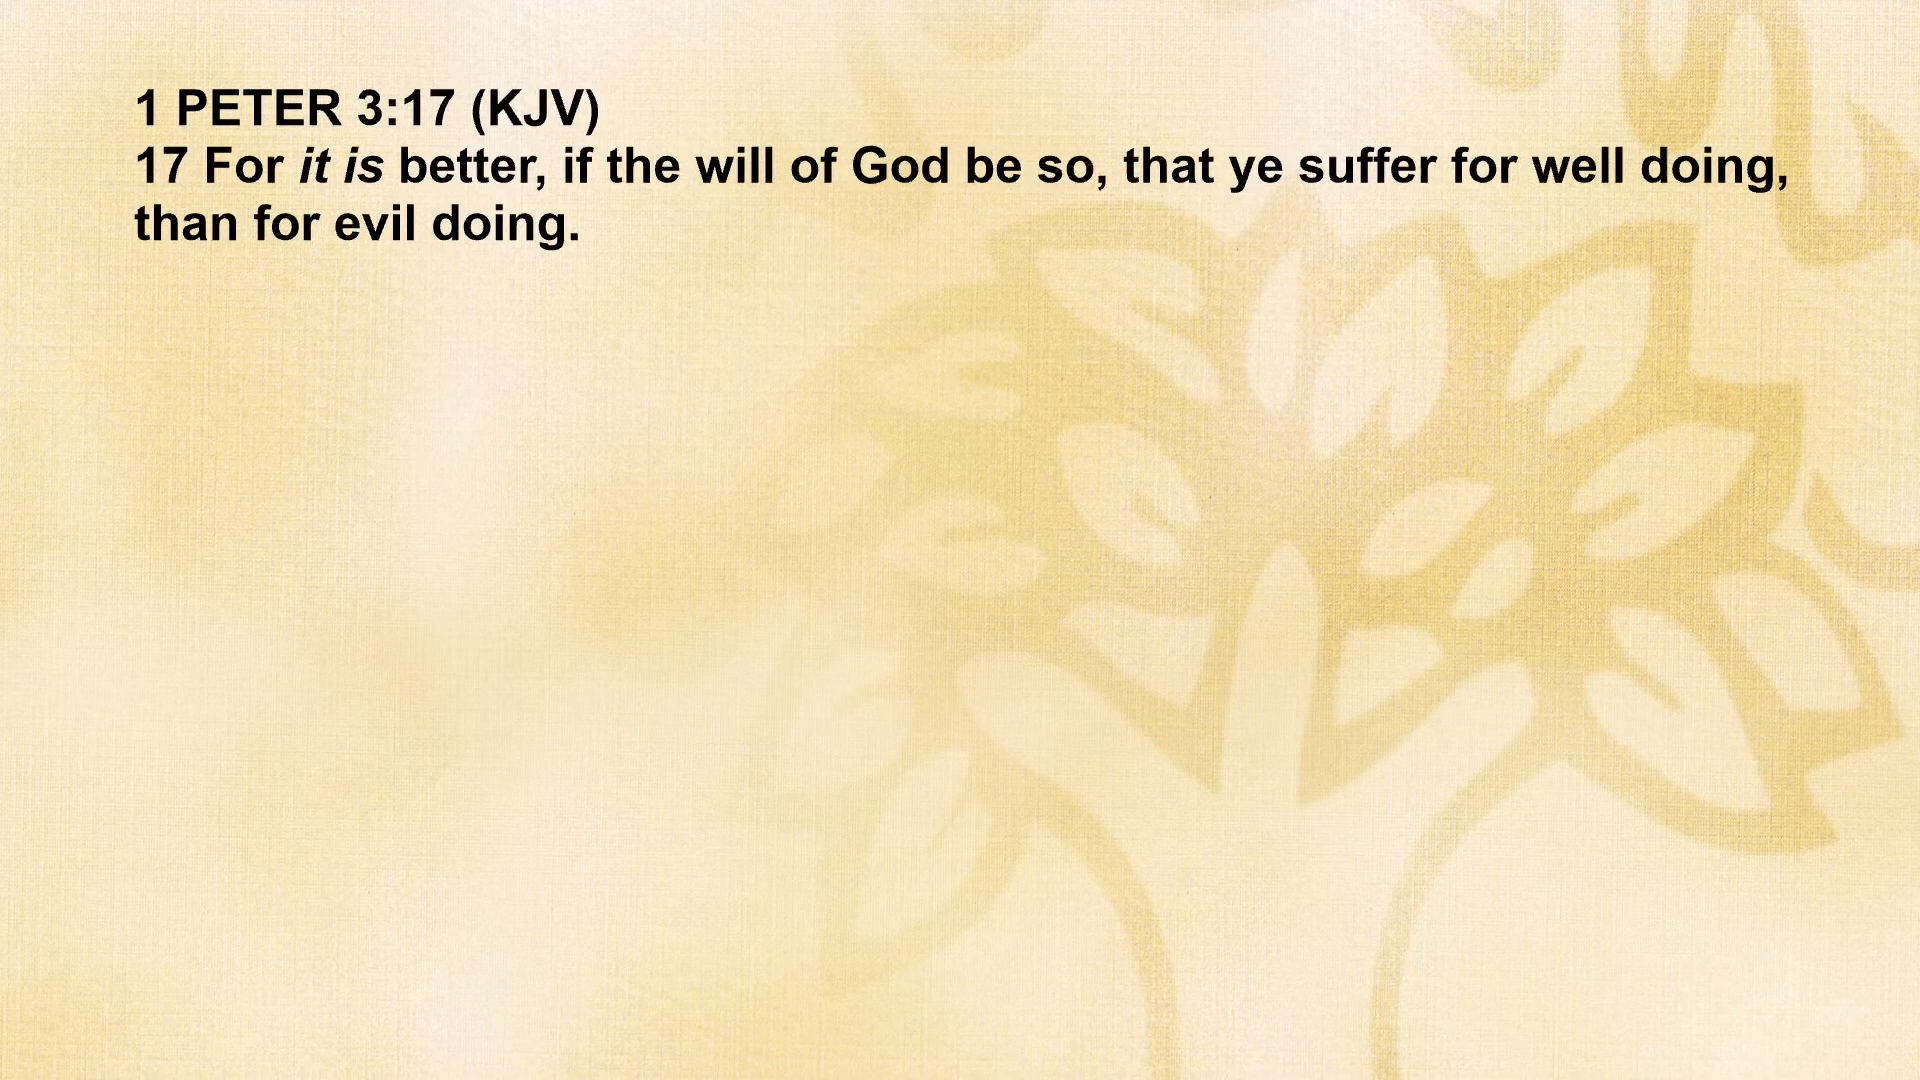 1 PETER 3:17 (KJV)
17 For it is better, if the will of God be so, that ye suffer for well doing,
than for evil doing.